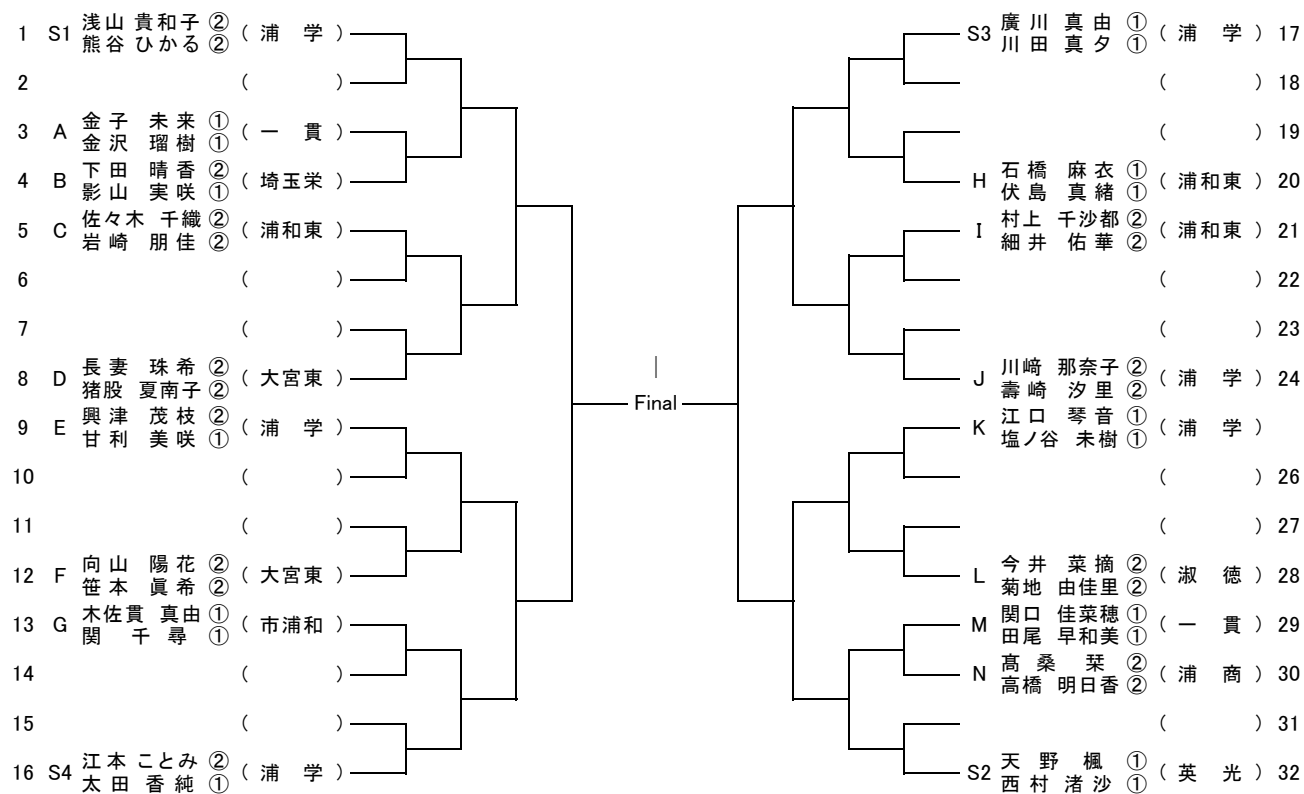 1 S1 浅山 貴和子 ② ( 浦 学 )
熊谷 ひかる ②
2 ( )
3 A 金子 未来 ① ( 一 貫 )
金沢 瑠樹 ①
4 B 下田 晴香 ② ( 埼玉栄 )
影山 実咲 ①
5 C 佐々木 千織 ② ( 浦和東 )
岩崎 朋佳 ②
6 ( )
7 ( )
8 D 長妻 珠希 ② ( 大宮東 )
猪股 夏南子 ②
9 E 興津 茂枝 ② ( 浦 学 )
甘利 美咲 ①
10 ( )
11 ( )
12 F 向山 陽花 ② ( 大宮東 )
笹本 眞希 ②
13 G 木佐貫 真由 ① ( 市浦和 )
関 千尋 ①
14 ( )
15 ( )
16 S4 江本 ことみ ② ( 浦 学 )
太田 香純 ①
Final
S3 廣川 真由 ① ( 浦 学 ) 17
川田 真夕 ①
( ) 18
( ) 19
H 石橋 麻衣 ① ( 浦和東 ) 20
伏島 真緒 ①
I 村上 千沙都 ② ( 浦和東 ) 21
細井 佑華 ②
( ) 22
( ) 23
J 川﨑 那奈子 ② ( 浦 学 ) 24
壽崎 汐里 ②
K 江口 琴音 ① ( 浦 学 )
塩ノ谷 未樹 ①
( ) 26
( ) 27
L 今井 菜摘 ② ( 淑 徳 ) 28
菊地 由佳里 ②
M 関口 佳菜穂 ① ( 一 貫 ) 29
田尾 早和美 ①
N 髙桑 栞 ② ( 浦 商 ) 30
高橋 明日香 ②
( ) 31
S2 天野 楓 ① ( 英 光 ) 32
西村 渚沙 ①